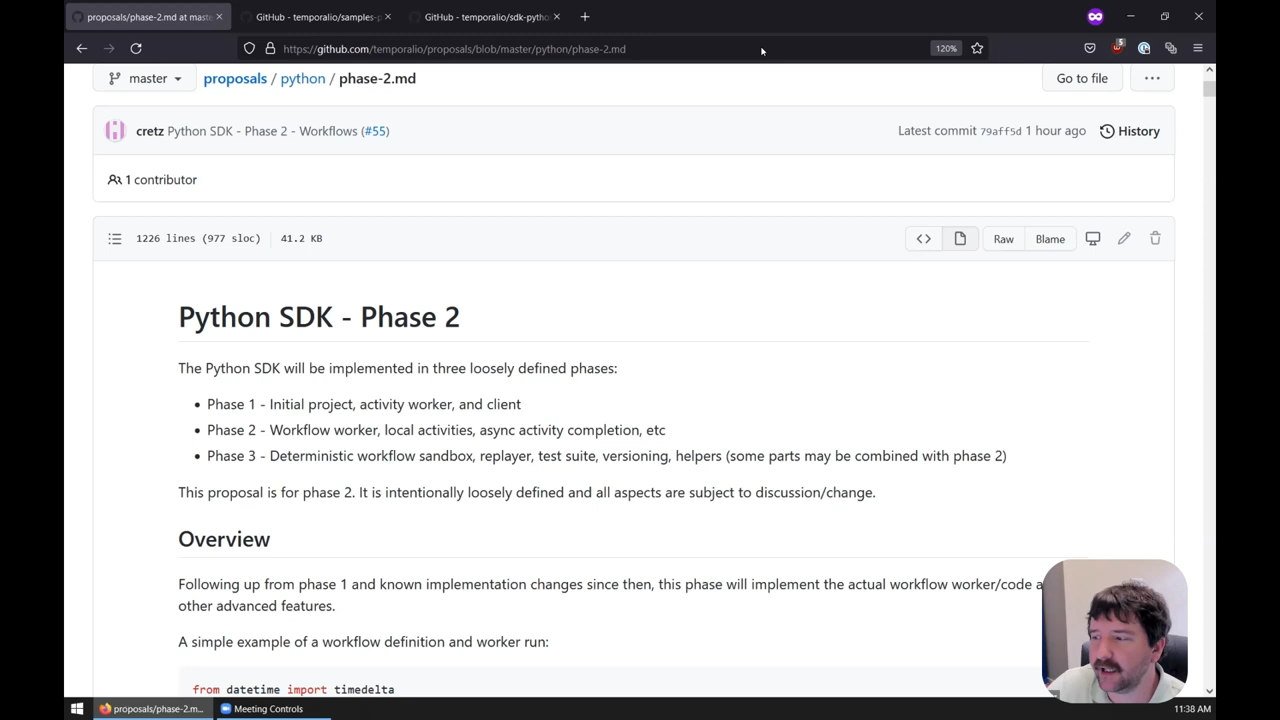 proposals/phase-2.md at maste
GitHub - temporalio/samples-p
GitHub - temporalio/sdk-pytho
https://github.com/temporalio/proposals/blob/master/python/phase-2.md
120%
5
master
proposals / python / phase-2.md
Go to file
cretz Python SDK - Phase 2 - Workflows (#55)
Latest commit 79aff5d 1 hour ago
History
1 contributor
1226 lines (977 sloc)
41.2 KB
Raw
Blame
Python SDK - Phase 2
The Python SDK will be implemented in three loosely defined phases:
• Phase 1 - Initial project, activity worker, and client
• Phase 2 - Workflow worker, local activities, async activity completion, etc
• Phase 3 - Deterministic workflow sandbox, replayer, test suite, versioning, helpers (some parts may be combined with phase 2)
This proposal is for phase 2. It is intentionally loosely defined and all aspects are subject to discussion/change.
Overview
Following up from phase 1 and known implementation changes since then, this phase will implement the actual workflow worker/code a
other advanced features.
A simple example of a workflow definition and worker run:
from datetime import timedelta
proposals/phase-2.m...
Meeting Controls
11:38 AM